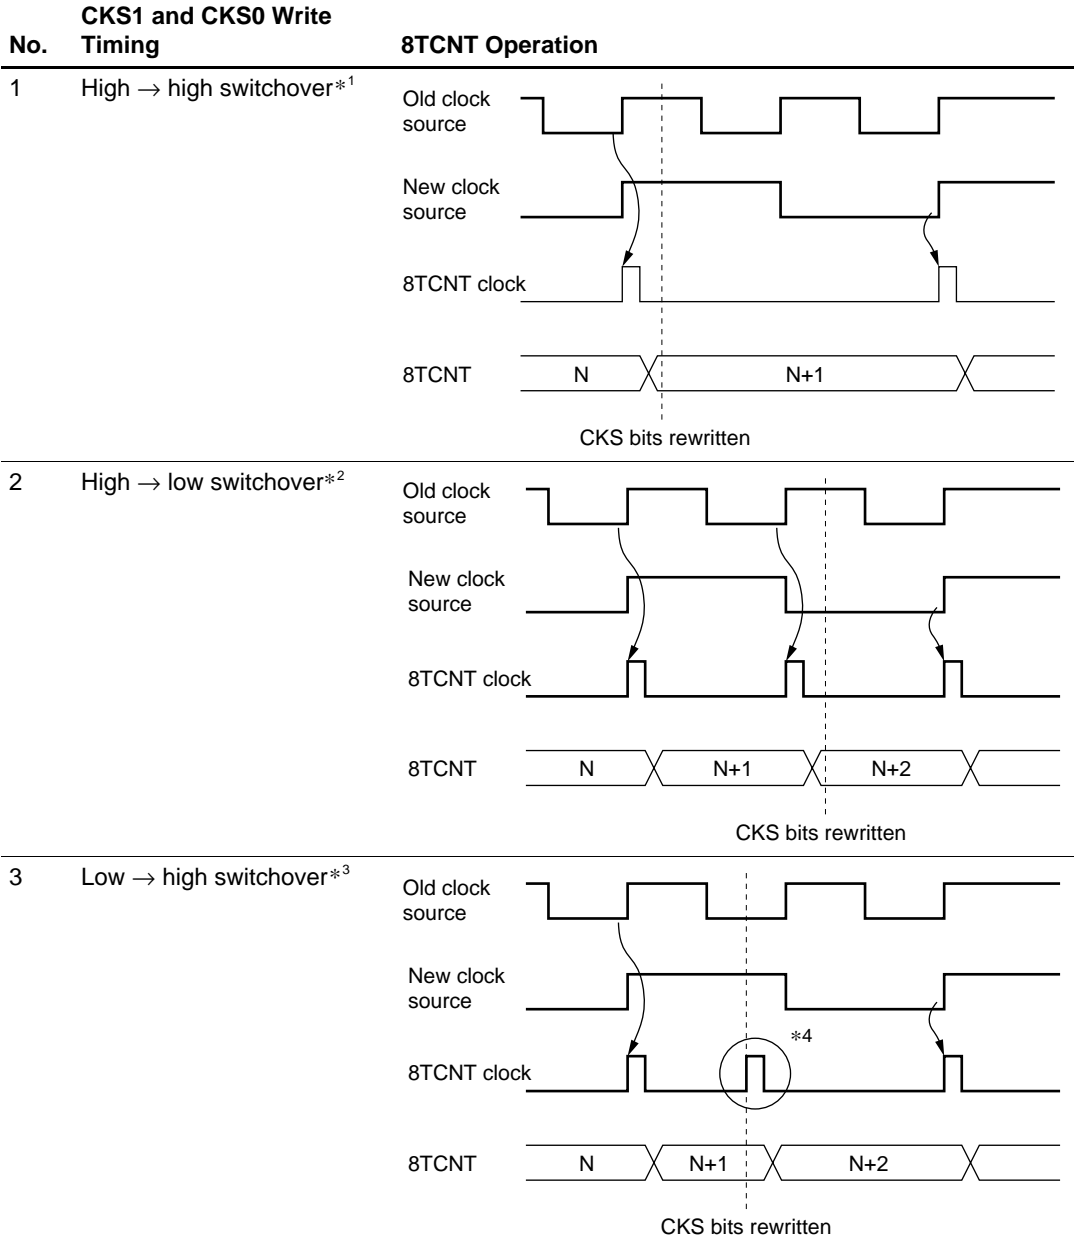 CKS1 and CKS0 Write
No. Timing 8TCNT Operation
1 High → high switchover*1
Old clock
source
New clock
source
8TCNT clock
8TCNT N N+1
CKS bits rewritten
2 High → low switchover*2
Old clock
source
New clock
source
8TCNT clock
8TCNT N N+1 N+2
CKS bits rewritten
3 Low → high switchover*3
Old clock
source
New clock
source
*4
8TCNT clock
8TCNT N N+1 N+2
CKS bits rewritten